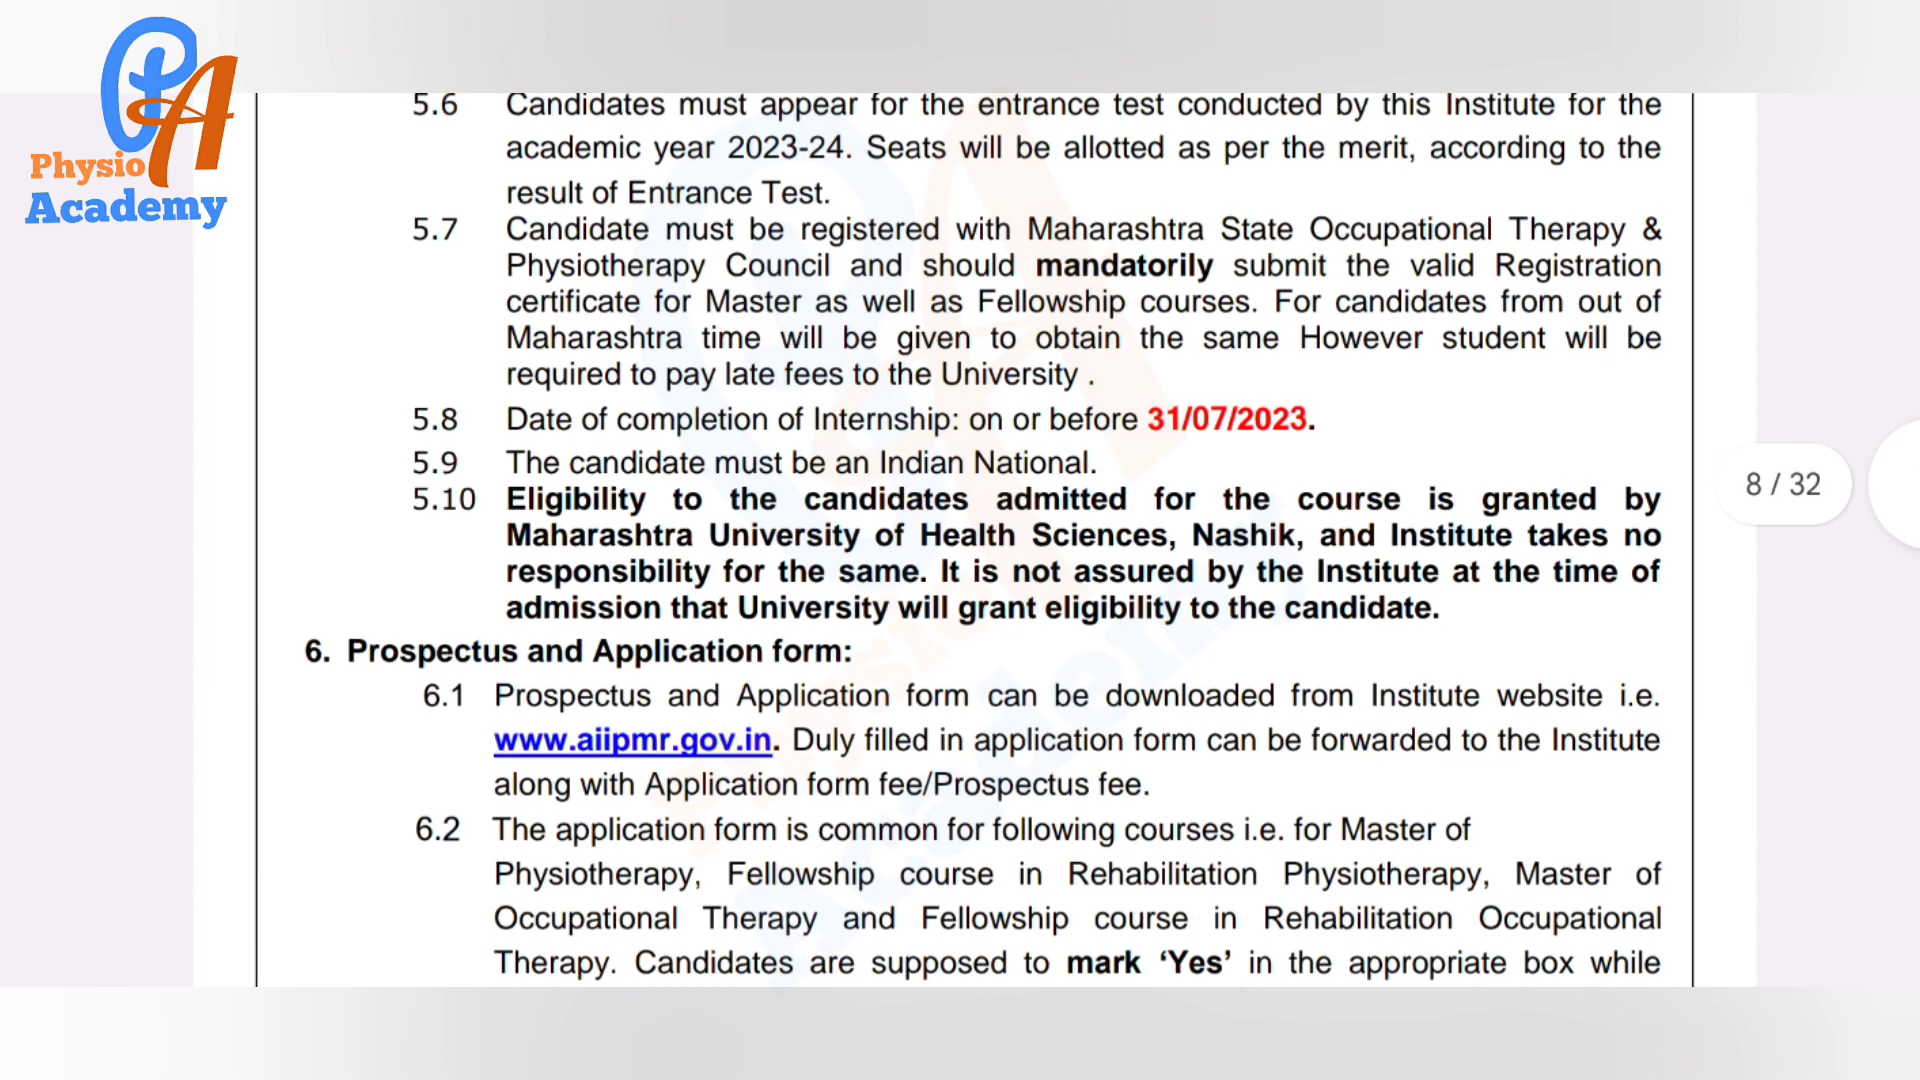 Physio
Academy
5.6 Candidates must appear for the entrance test conducted by this Institute for the
academic year 2023-24. Seats will be allotted as per the merit, according to the
result of Entrance Test.
5.7 Candidate must be registered with Maharashtra State Occupational Therapy &
Physiotherapy Council and should mandatorily submit the valid Registration
certificate for Master as well as Fellowship courses. For candidates from out of
Maharashtra time will be given to obtain the same However student will be
required to pay late fees to the University .
5.8 Date of completion of Internship: on or before 31/07/2023.
5.9 The candidate must be an Indian National.
5.10 Eligibility to the candidates admitted for the course is granted by
Maharashtra University of Health Sciences, Nashik, and Institute takes no
responsibility for the same. It is not assured by the Institute at the time of
admission that University will grant eligibility to the candidate.
8 / 32
6. Prospectus and Application form:
6.1 Prospectus and Application form can be downloaded from Institute website i.e.
www.aiipmr.gov.in. Duly filled in application form can be forwarded to the Institute
along with Application form fee/Prospectus fee.
6.2 The application form is common for following courses i.e. for Master of
Physiotherapy, Fellowship course in Rehabilitation Physiotherapy, Master of
Occupational Therapy and Fellowship course in Rehabilitation Occupational
Therapy. Candidates are supposed to mark ‘Yes’ in the appropriate box while